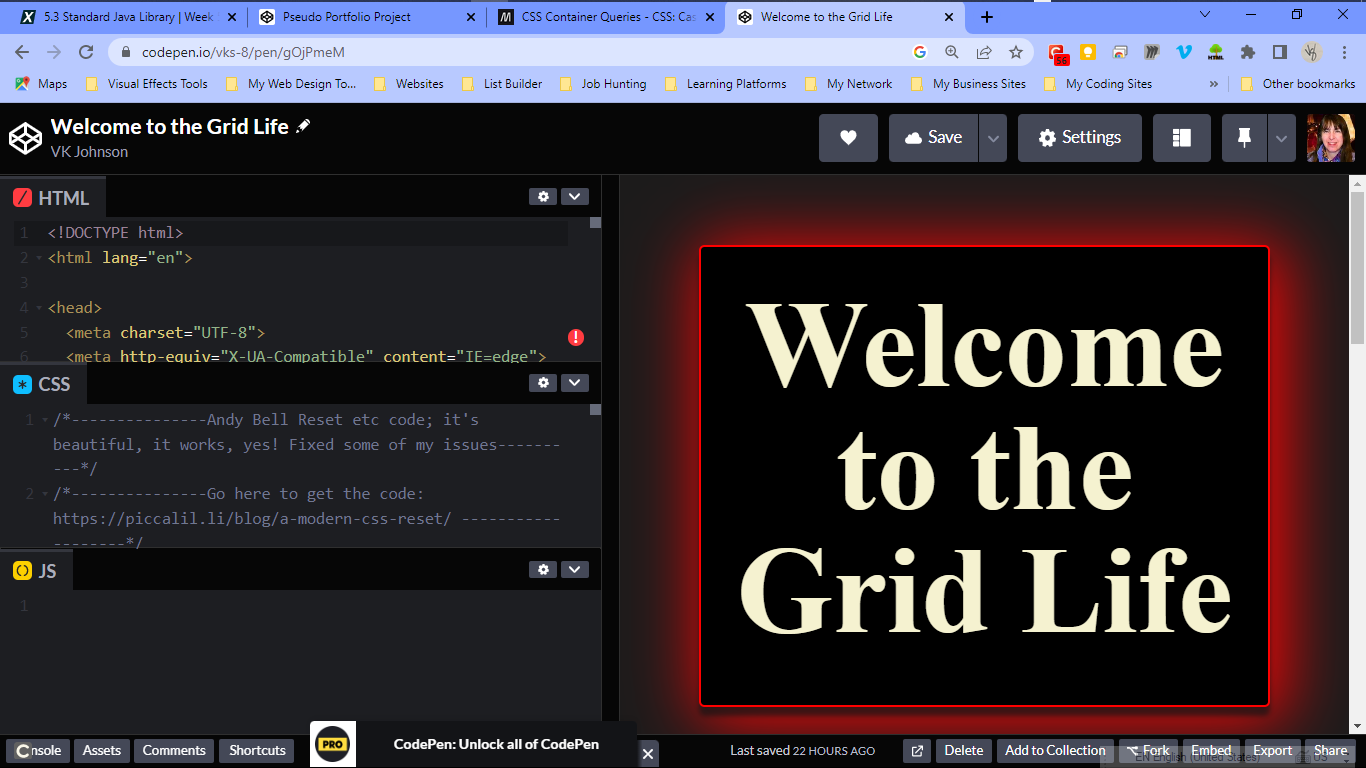 5.3 Standard Java Library | Week
Pseudo Portfolio Project
CSS Container Queries - CSS: Cas
Welcome to the Grid Life
codepen.io/vks-8/pen/gOjPmeM
56
HTML
Maps
Visual Effects Tools
My Web Design To...
Websites
List Builder
Job Hunting
Learning Platforms
My Network
My Business Sites
My Coding Sites
»
Other bookmarks
Welcome to the Grid Life
VK Johnson
Save
Settings
HTML
1 <!DOCTYPE html>
2 <html lang="en">
3
4 <head>
5 <meta charset="UTF-8">
6 <meta http-equiv="X-UA-Compatible" content="IE=edge">
CSS
1 /*---------------Andy Bell Reset etc code; it's
beautiful, it works, yes! Fixed some of my issues-------
---*/
2 /*---------------Go here to get the code:
https://piccalil.li/blog/a-modern-css-reset/ -----------
--------*/
JS
1
Welcome
to the
Grid Life
Console
Assets
Comments
Shortcuts
PRO
CodePen: Unlock all of CodePen
Last saved 22 HOURS AGO
Delete
Add to Collection
Fork
Embed
Export
Share
EN English (United States)
US